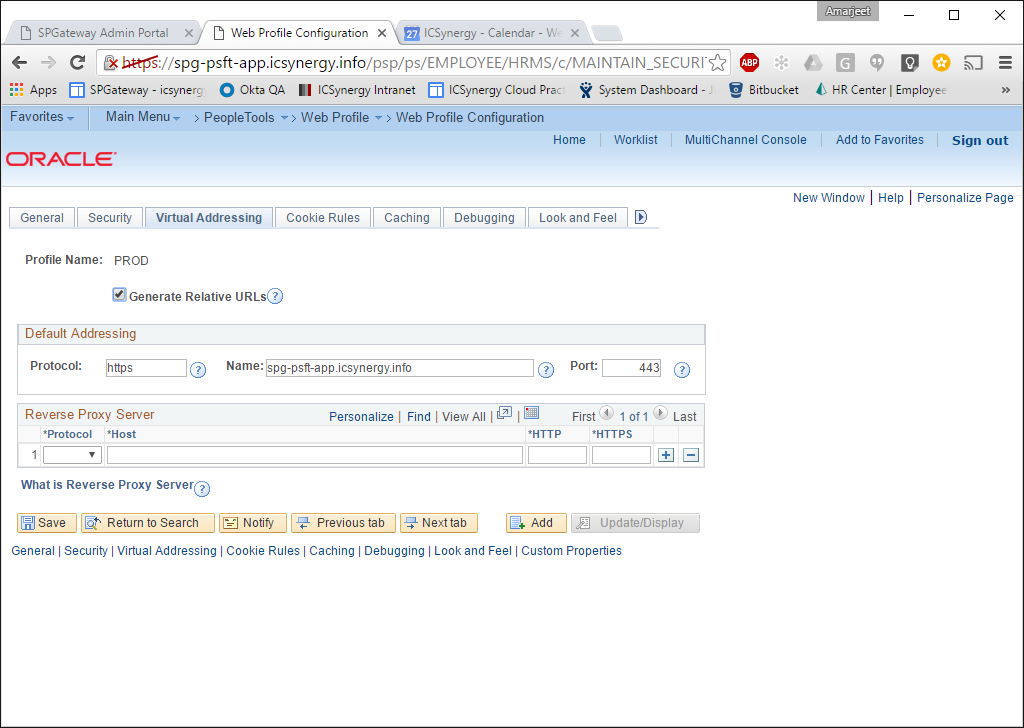 Amarjeet
SPGateway Admin Portal
Web Profile Configuration
27 ICSynergy - Calendar - We
https://spg-psft-app.icsynergy.info/psp/ps/EMPLOYEE/HRMS/c/MAINTAIN_SECURI
ABP
G
Apps SPGateway - icsynerg Okta QA ICSynergy Intranet ICSynergy Cloud Prac System Dashboard - J Bitbucket HR Center | Employee »
Favorites Main Menu > PeopleTools > Web Profile > Web Profile Configuration
Home Worklist MultiChannel Console Add to Favorites Sign out
ORACLE
New Window | Help | Personalize Page
General Security Virtual Addressing Cookie Rules Caching Debugging Look and Feel
Profile Name: PROD
Generate Relative URLs ?
Default Addressing
Protocol: https ? Name: spg-psft-app.icsynergy.info ? Port: 443 ?
Reverse Proxy Server Personalize | Find | View All | | First 1 of 1 Last
*Protocol *Host *HTTP *HTTPS
1
What is Reverse Proxy Server ?
Save Return to Search Notify Previous tab Next tab Add Update/Display
General | Security | Virtual Addressing | Cookie Rules | Caching | Debugging | Look and Feel | Custom Properties